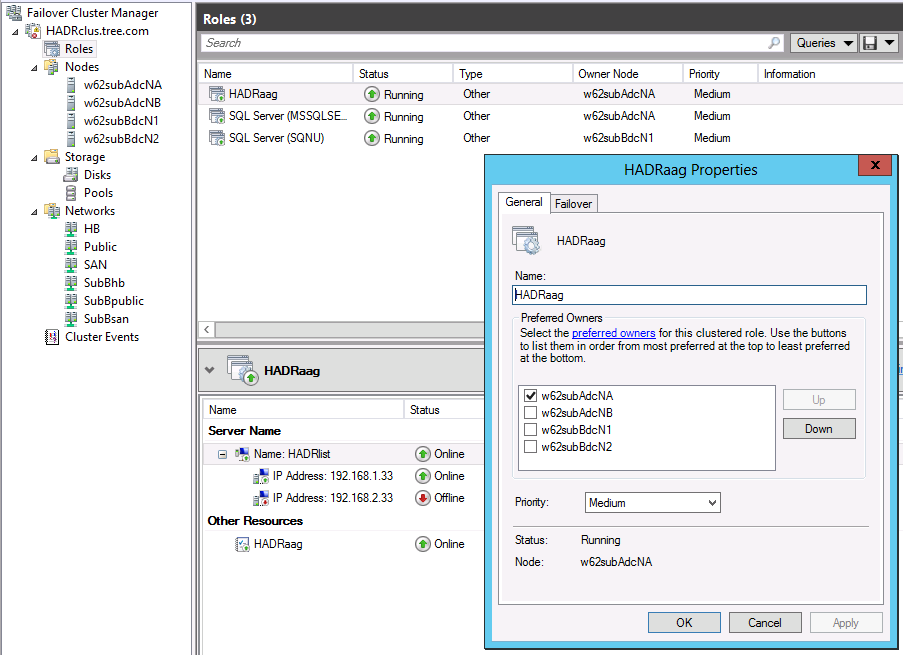 Failover Cluster Manager
HADRclus.tree.com
Roles
Nodes
w62subAdcNA
w62subAdcNB
w62subBdcN1
w62subBdcN2
Storage
Disks
Pools
Networks
HB
Public
SAN
SubBhb
SubBpublic
SubBsan
Cluster Events
Roles (3)
Search
Queries
Name Status Type Owner Node Priority Information
HADRaag Running Other w62subAdcNA Medium
SQL Server (MSSQLSE... Running Other w62subAdcNA Medium
SQL Server (SQNU) Running Other w62subBdcN1 Medium
HADRaag
Name Status
Server Name
Name: HADRlist Online
IP Address: 192.168.1.33 Online
IP Address: 192.168.2.33 Offline
Other Resources
HADRaag Online
HADRaag Properties
X
General Failover
HADRaag
Name:
HADRaag
Preferred Owners
Select the preferred owners for this clustered role. Use the buttons
to list them in order from most preferred at the top to least preferred
at the bottom.
w62subAdcNA
w62subAdcNB
w62subBdcN1
w62subBdcN2
Up
Down
Priority: Medium
Status: Running
Node: w62subAdcNA
OK Cancel Apply